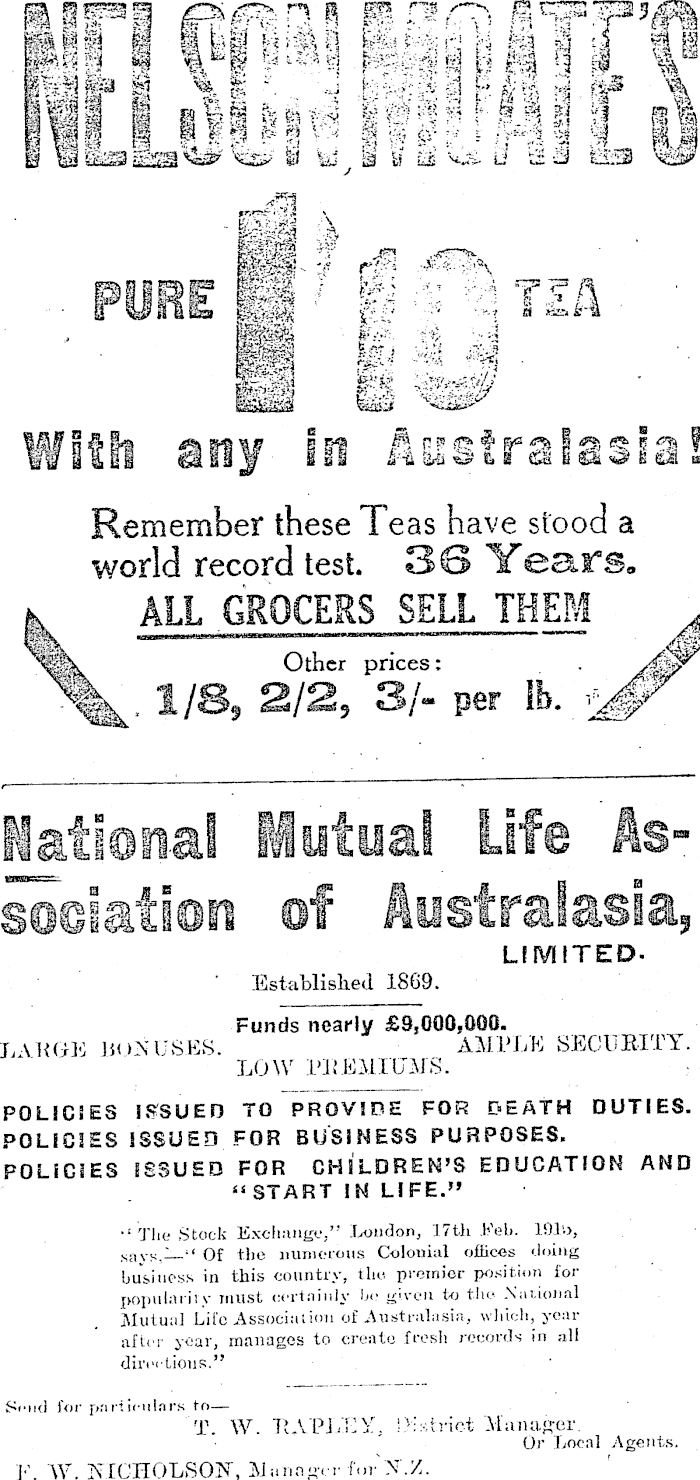 NELSON, MOATE'S
PURE 1'10 TEA
With any in Australasia!
Remember these Teas have stood a
world record test. 36 Years.
ALL GROCERS SELL THEM
Other prices:
1/8, 2/2, 3/- per lb.
National Mutual Life As-
sociation of Australasia,
LIMITED.
Established 1869.
Funds nearly £9,000,000.
LARGE BONUSES. AMPLE SECURITY.
LOW PREMIUMS.
POLICIES ISSUED TO PROVIDE FOR DEATH DUTIES.
POLICIES ISSUED FOR BUSINESS PURPOSES.
POLICIES ISSUED FOR CHILDREN'S EDUCATION AND
"START IN LIFE."
"The Stock Exchange," London, 17th Feb. 1915,
says,—"Of the numerous Colonial offices doing
business in this country, the premier position for
popularity must certainly be given to the National
Mutual Life Association of Australasia, which, year
after year, manages to create fresh records in all
directions."
Send for particulars to—
T. W. RAPLEY, District Manager.
Or Local Agents.
F. W. NICHOLSON, Manager for N.Z.